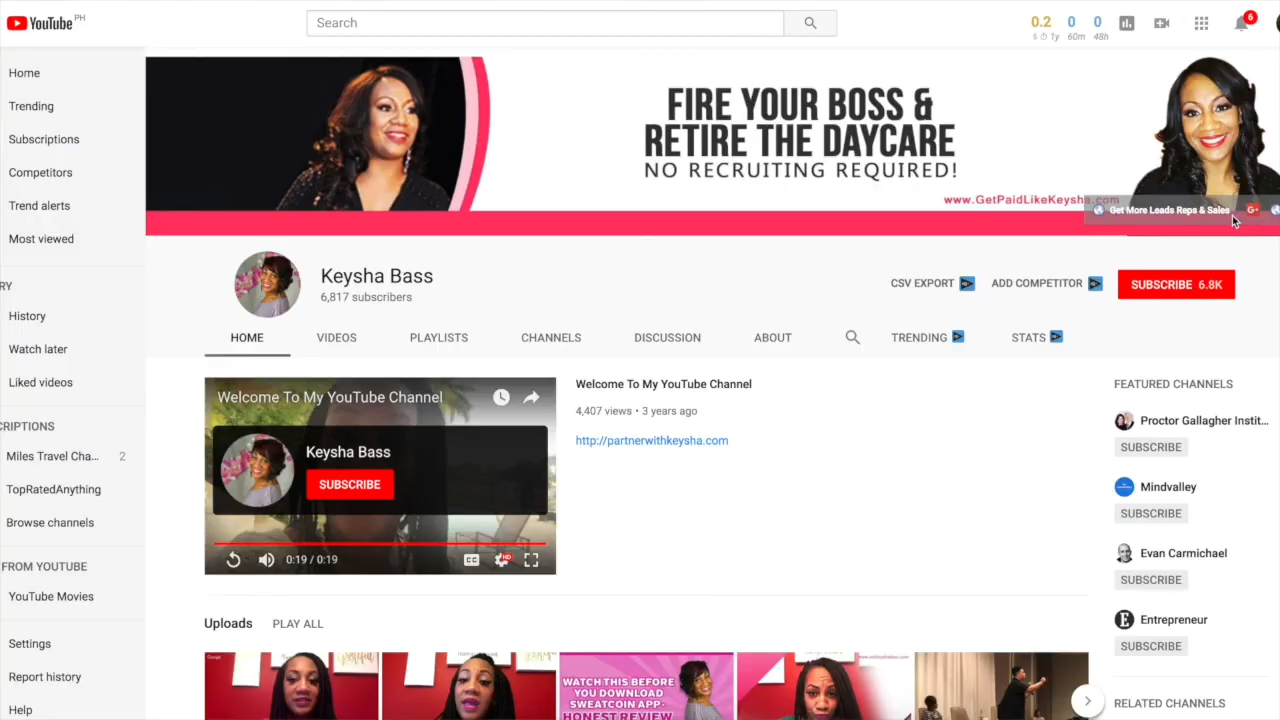 YouTube PH
Search
0.2 0 0
1y 60m 48h
6
Home
Trending
Subscriptions
Competitors
Trend alerts
Most viewed
RY
History
Watch later
Liked videos
CRIPTIONS
Miles Travel Cha... 2
TopRatedAnything
Browse channels
FROM YOUTUBE
YouTube Movies
Settings
Report history
Help
FIRE YOUR BOSS &
RETIRE THE DAYCARE
NO RECRUITING REQUIRED!
www.GetPaidLikeKeysha.com
Get More Leads Reps & Sales G+
Keysha Bass
6,817 subscribers
CSV EXPORT ADD COMPETITOR SUBSCRIBE 6.8K
HOME VIDEOS PLAYLISTS CHANNELS DISCUSSION ABOUT TRENDING STATS
Welcome To My YouTube Channel
Keysha Bass
SUBSCRIBE
0:19 / 0:19 CC HD
Welcome To My YouTube Channel
4,407 views • 3 years ago
http://partnerwithkeysha.com
Uploads PLAY ALL
WATCH THIS BEFORE
YOU DOWNLOAD
SWEATCOIN APP-
HONEST REVIEW
FEATURED CHANNELS
Proctor Gallagher Instit...
SUBSCRIBE
Mindvalley
SUBSCRIBE
Evan Carmichael
SUBSCRIBE
E Entrepreneur
SUBSCRIBE
RELATED CHANNELS